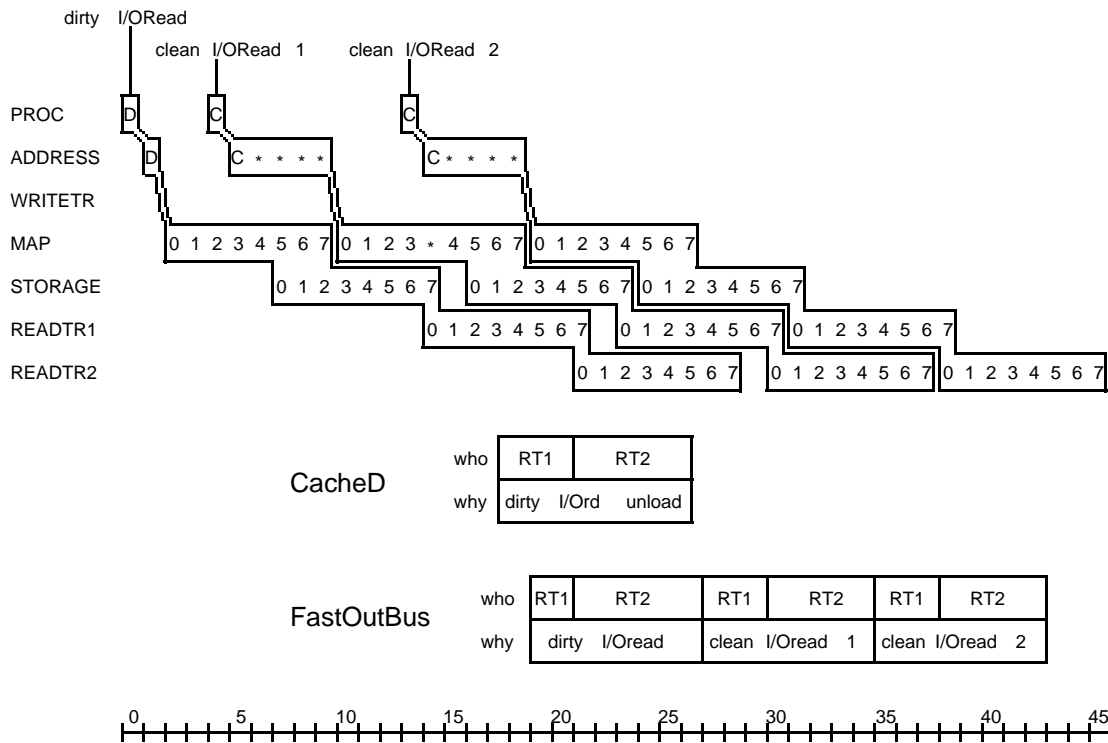 dirty I/ORead
clean I/ORead 1 clean I/ORead 2
PROC D C C
ADDRESS D C * * * * C * * * *
WRITETR
MAP 0 1 2 3 4 5 6 7 0 1 2 3 * 4 5 6 7 0 1 2 3 4 5 6 7
STORAGE 0 1 2 3 4 5 6 7 0 1 2 3 4 5 6 7 0 1 2 3 4 5 6 7
READTR1 0 1 2 3 4 5 6 7 0 1 2 3 4 5 6 7 0 1 2 3 4 5 6 7
READTR2 0 1 2 3 4 5 6 7 0 1 2 3 4 5 6 7 0 1 2 3 4 5 6 7
CacheD
who RT1 RT2
why dirty I/Ord unload
FastOutBus
who RT1 RT2 RT1 RT2 RT1 RT2
why dirty I/Oread clean I/Oread 1 clean I/Oread 2
0 5 10 15 20 25 30 35 40 45